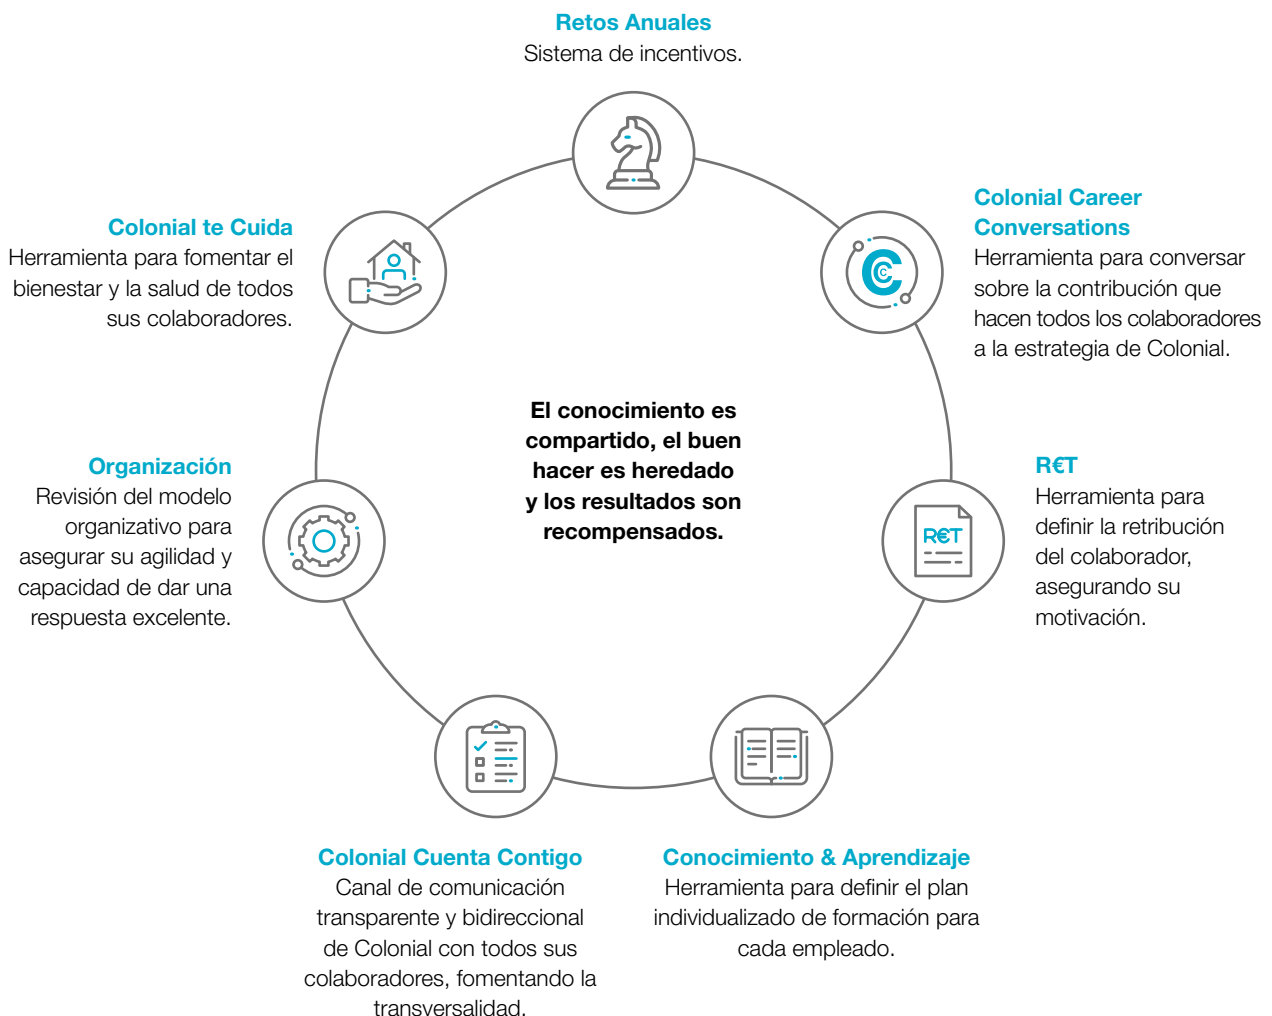 Retos Anuales
Sistema de incentivos.
Colonial Career
Conversations
Herramienta para conversar
sobre la contribución que
hacen todos los colaboradores
a la estrategia de Colonial.
C
C
C
R€T
Herramienta para
definir la retribución
del colaborador,
asegurando su
motivación.
R€T
Conocimiento & Aprendizaje
Herramienta para definir el plan
individualizado de formación para
cada empleado.
Colonial Cuenta Contigo
Canal de comunicación
transparente y bidireccional
de Colonial con todos sus
colaboradores, fomentando la
transversalidad.
Organización
Revisión del modelo
organizativo para
asegurar su agilidad y
capacidad de dar una
respuesta excelente.
Colonial te Cuida
Herramienta para fomentar el
bienestar y la salud de todos
sus colaboradores.
El conocimiento es
compartido, el buen
hacer es heredado
y los resultados son
recompensados.